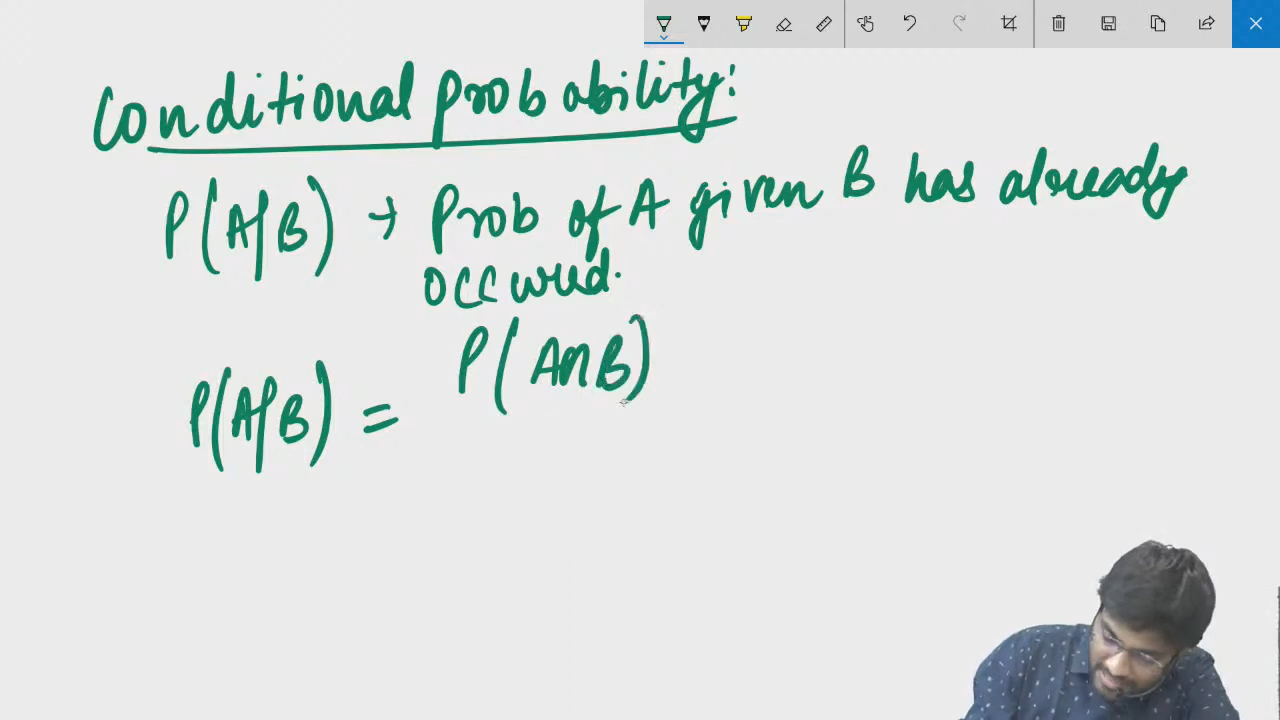 Conditional probability:
P(A/B) → Prob of A given B has already
occured.
P(A∩B)
P(A/B) =